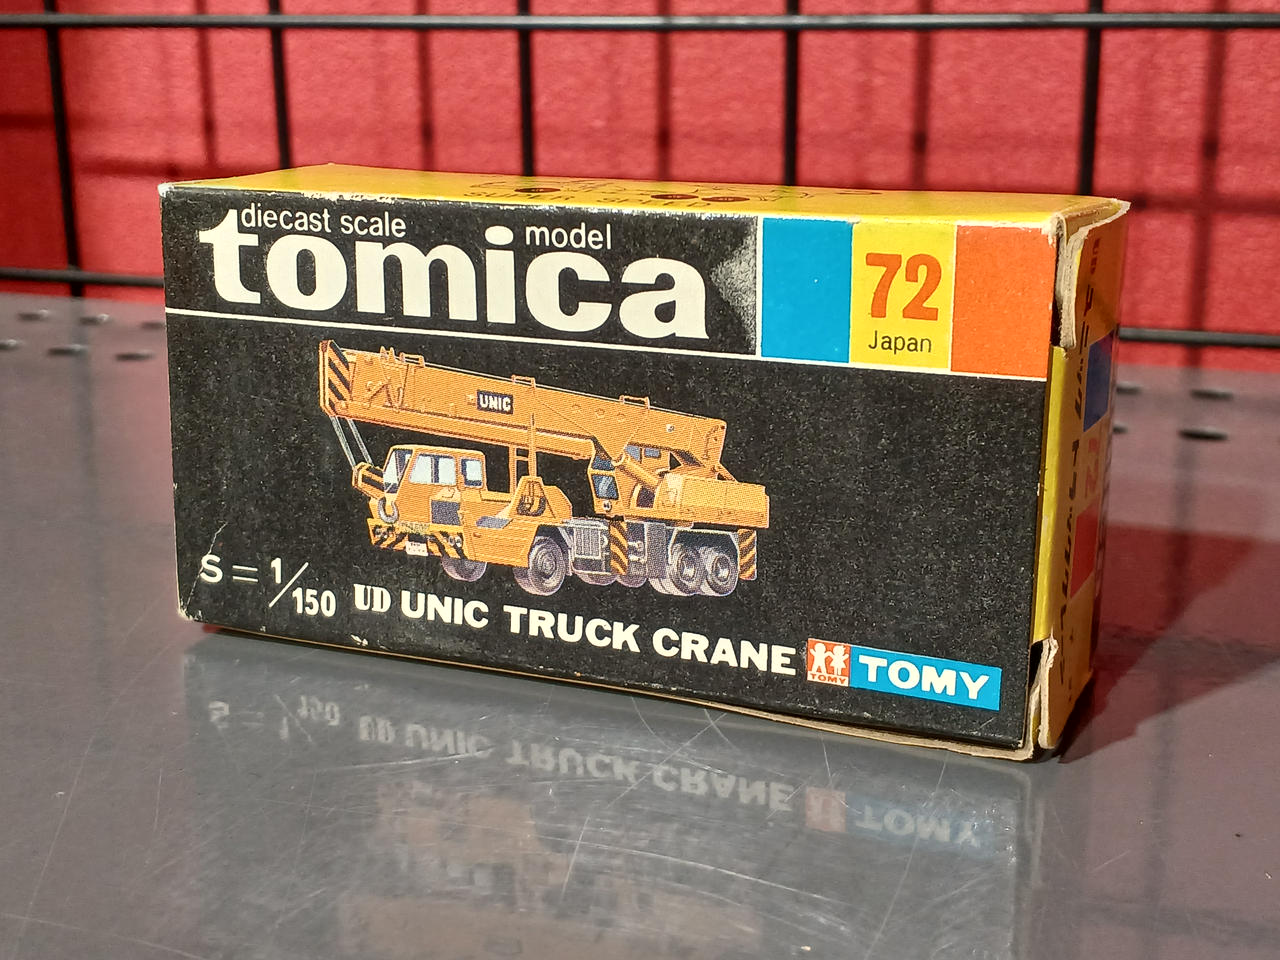 diecast scale model
tomica
72
Japan
UNIC
S = 1/150
UD UNIC TRUCK CRANE
TOMY
TOMY